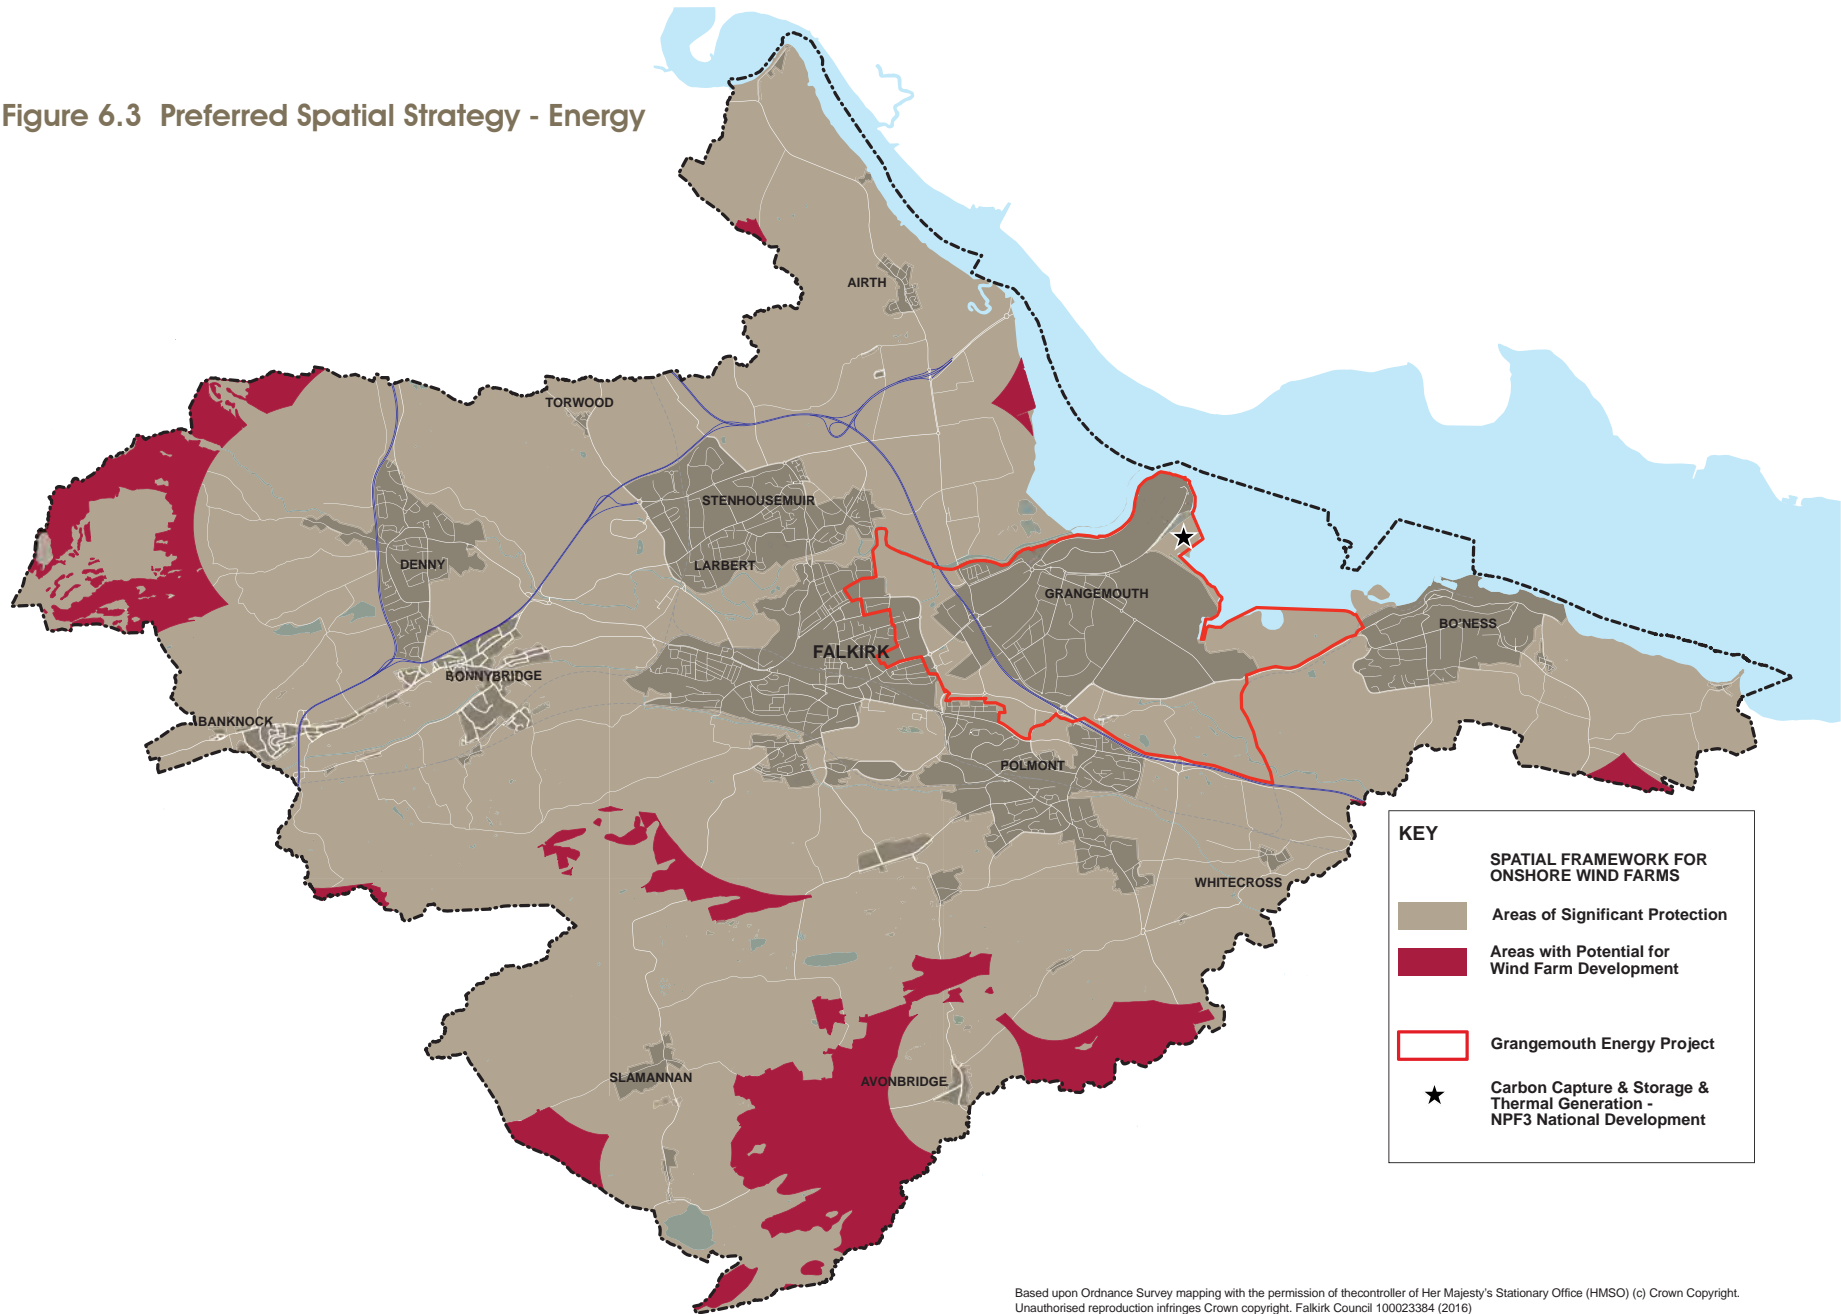 Figure 6.3 Preferred Spatial Strategy - Energy
AIRTH
TORWOOD
STENHOUSEMUIR
DENNY
LARBERT
GRANGEMOUTH
BO'NESS
FALKIRK
BONNYBRIDGE
BANKNOCK
POLMONT
WHITECROSS
SLAMANNAN
AVONBRIDGE
KEY
SPATIAL FRAMEWORK FOR
ONSHORE WIND FARMS
Areas of Significant Protection
Areas with Potential for
Wind Farm Development
Grangemouth Energy Project
Carbon Capture & Storage &
Thermal Generation -
NPF3 National Development
Based upon Ordnance Survey mapping with the permission of thecontroller of Her Majesty's Stationary Office (HMSO) (c) Crown Copyright.
Unauthorised reproduction infringes Crown copyright. Falkirk Council 100023384 (2016)